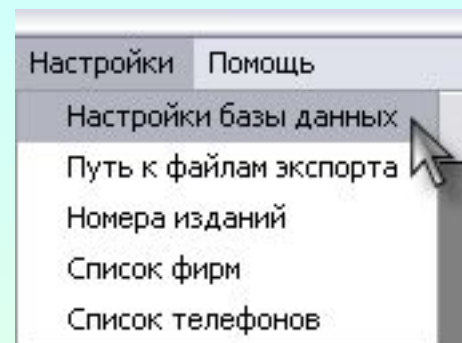 Настройки Помощь
Настройки базы данных
Путь к файлам экспорта
Номера изданий
Список фирм
Список телефонов